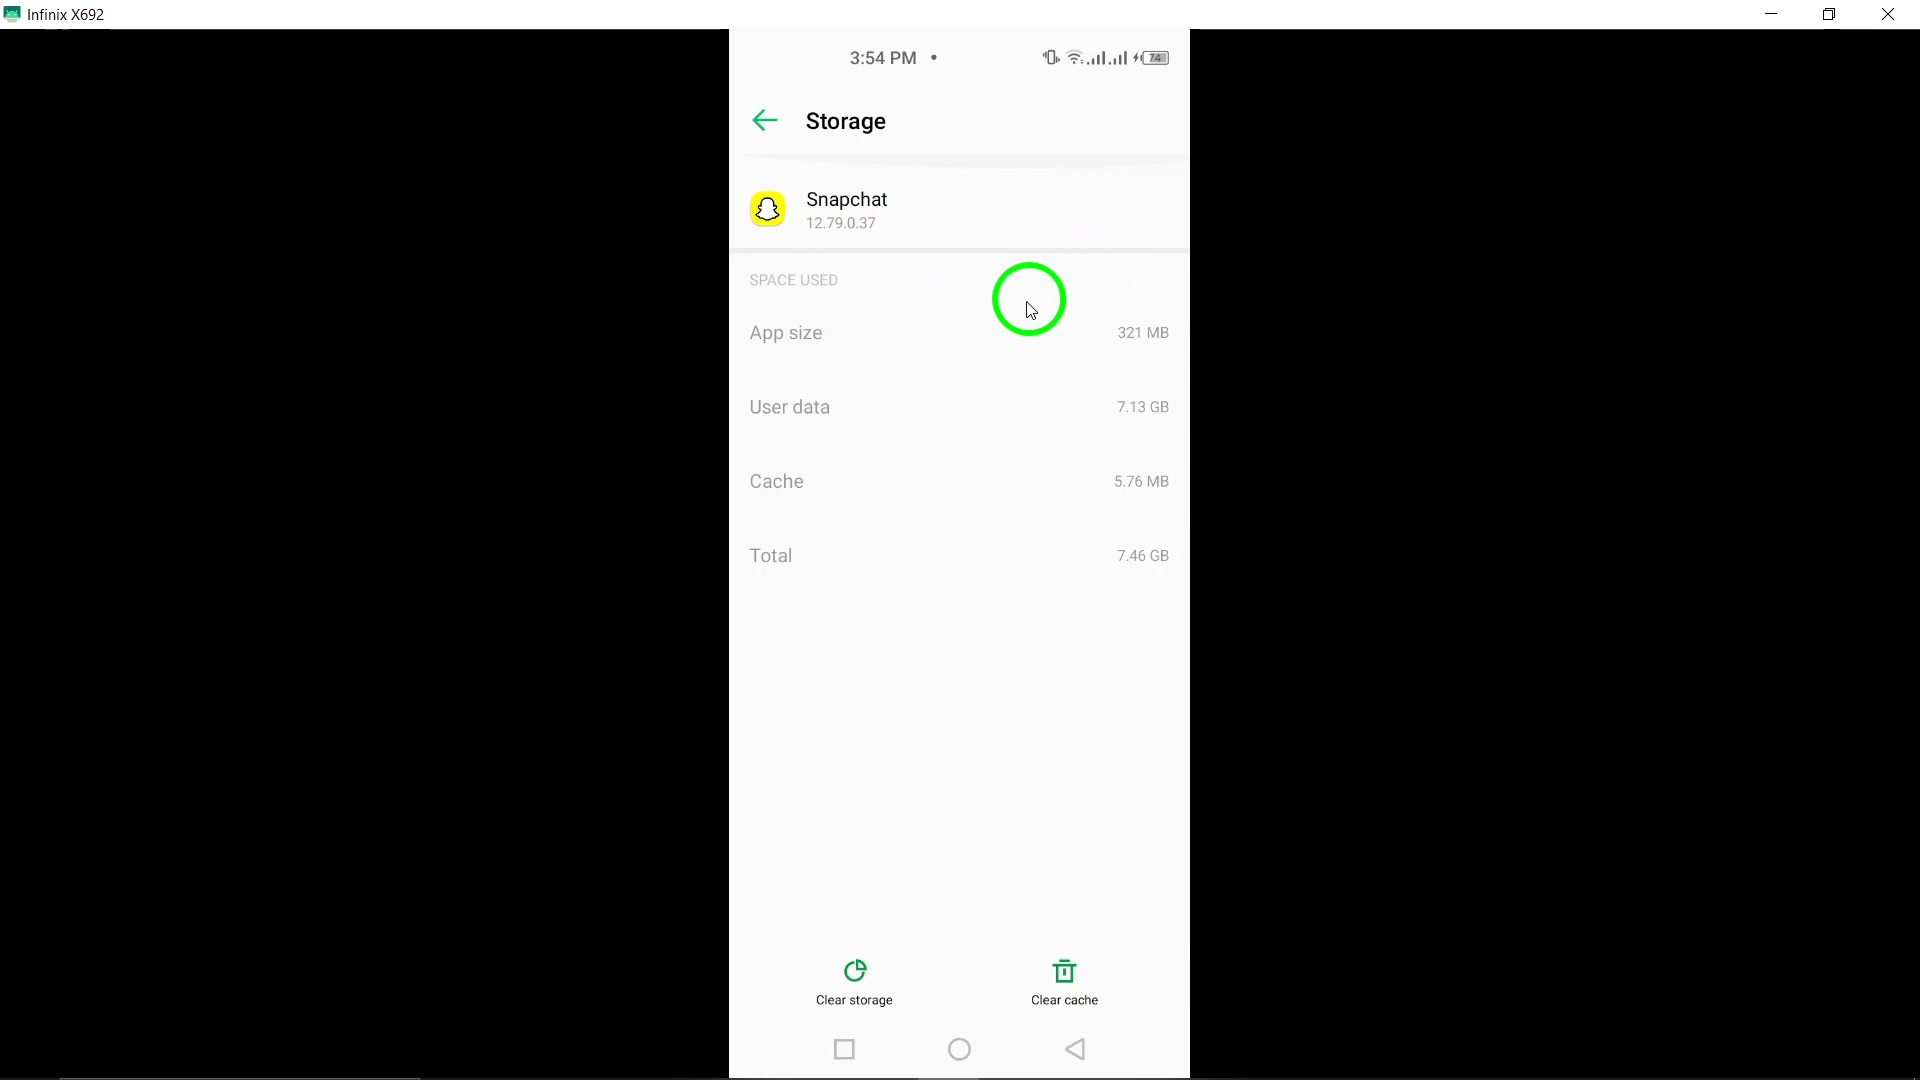 Infinix X692
3:54 PM •
74
Storage
Snapchat
12.79.0.37
SPACE USED
App size 321 MB
User data 7.13 GB
Cache 5.76 MB
Total 7.46 GB
Clear storage Clear cache